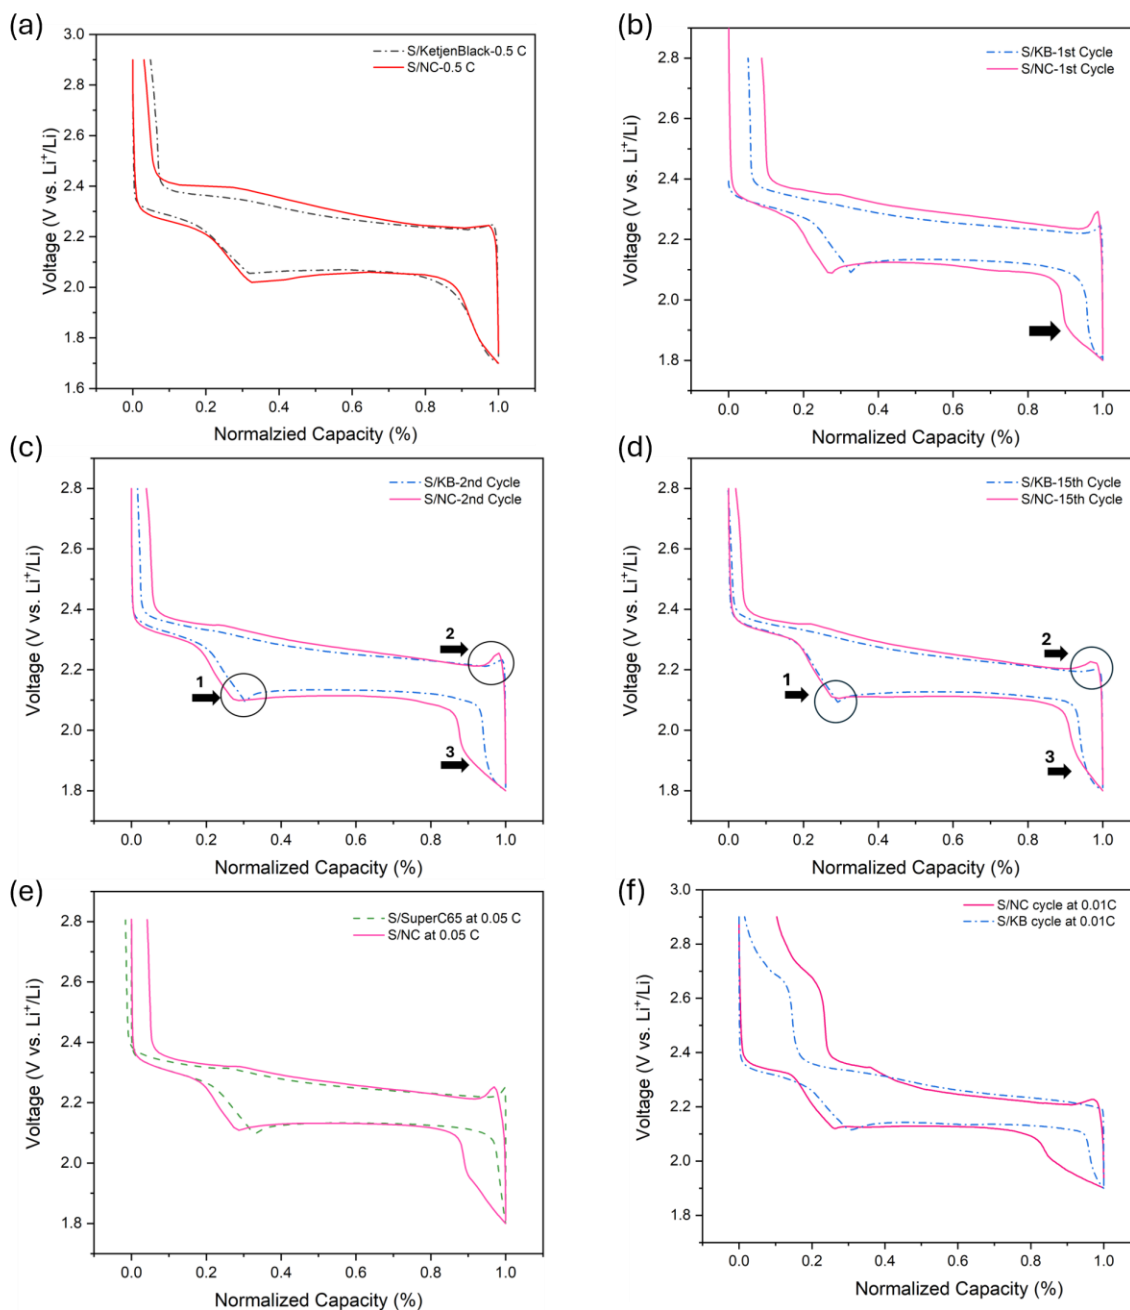 (a)
3.0
2.8
2.6
2.4
2.2
2.0
1.8
1.6
Voltage (V vs. Li⁺/Li)
S/KetjenBlack-0.5 C
S/NC-0.5 C
0.0 0.2 0.4 0.6 0.8 1.0
Normalzied Capacity (%)
(b)
2.8
2.6
2.4
2.2
2.0
1.8
Voltage (V vs. Li⁺/Li)
S/KB-1st Cycle
S/NC-1st Cycle
0.0 0.2 0.4 0.6 0.8 1.0
Normalized Capacity (%)
(c)
2.8
2.6
2.4
2.2
2.0
1.8
Voltage (V vs. Li⁺/Li)
S/KB-2nd Cycle
S/NC-2nd Cycle
1
2
3
0.0 0.2 0.4 0.6 0.8 1.0
Normalized Capacity (%)
(d)
2.8
2.6
2.4
2.2
2.0
1.8
Voltage (V vs. Li⁺/Li)
S/KB-15th Cycle
S/NC-15th Cycle
1
2
3
0.0 0.2 0.4 0.6 0.8 1.0
Normalized Capacity (%)
(e)
2.8
2.6
2.4
2.2
2.0
1.8
Voltage (V vs. Li⁺/Li)
S/SuperC65 at 0.05 C
S/NC at 0.05 C
0.0 0.2 0.4 0.6 0.8 1.0
Normalized Capacity (%)
(f)
3.0
2.8
2.6
2.4
2.2
2.0
1.8
Voltage (V vs. Li⁺/Li)
S/NC cycle at 0.01C
S/KB cycle at 0.01C
0.0 0.2 0.4 0.6 0.8 1.0
Normalized Capacity (%)